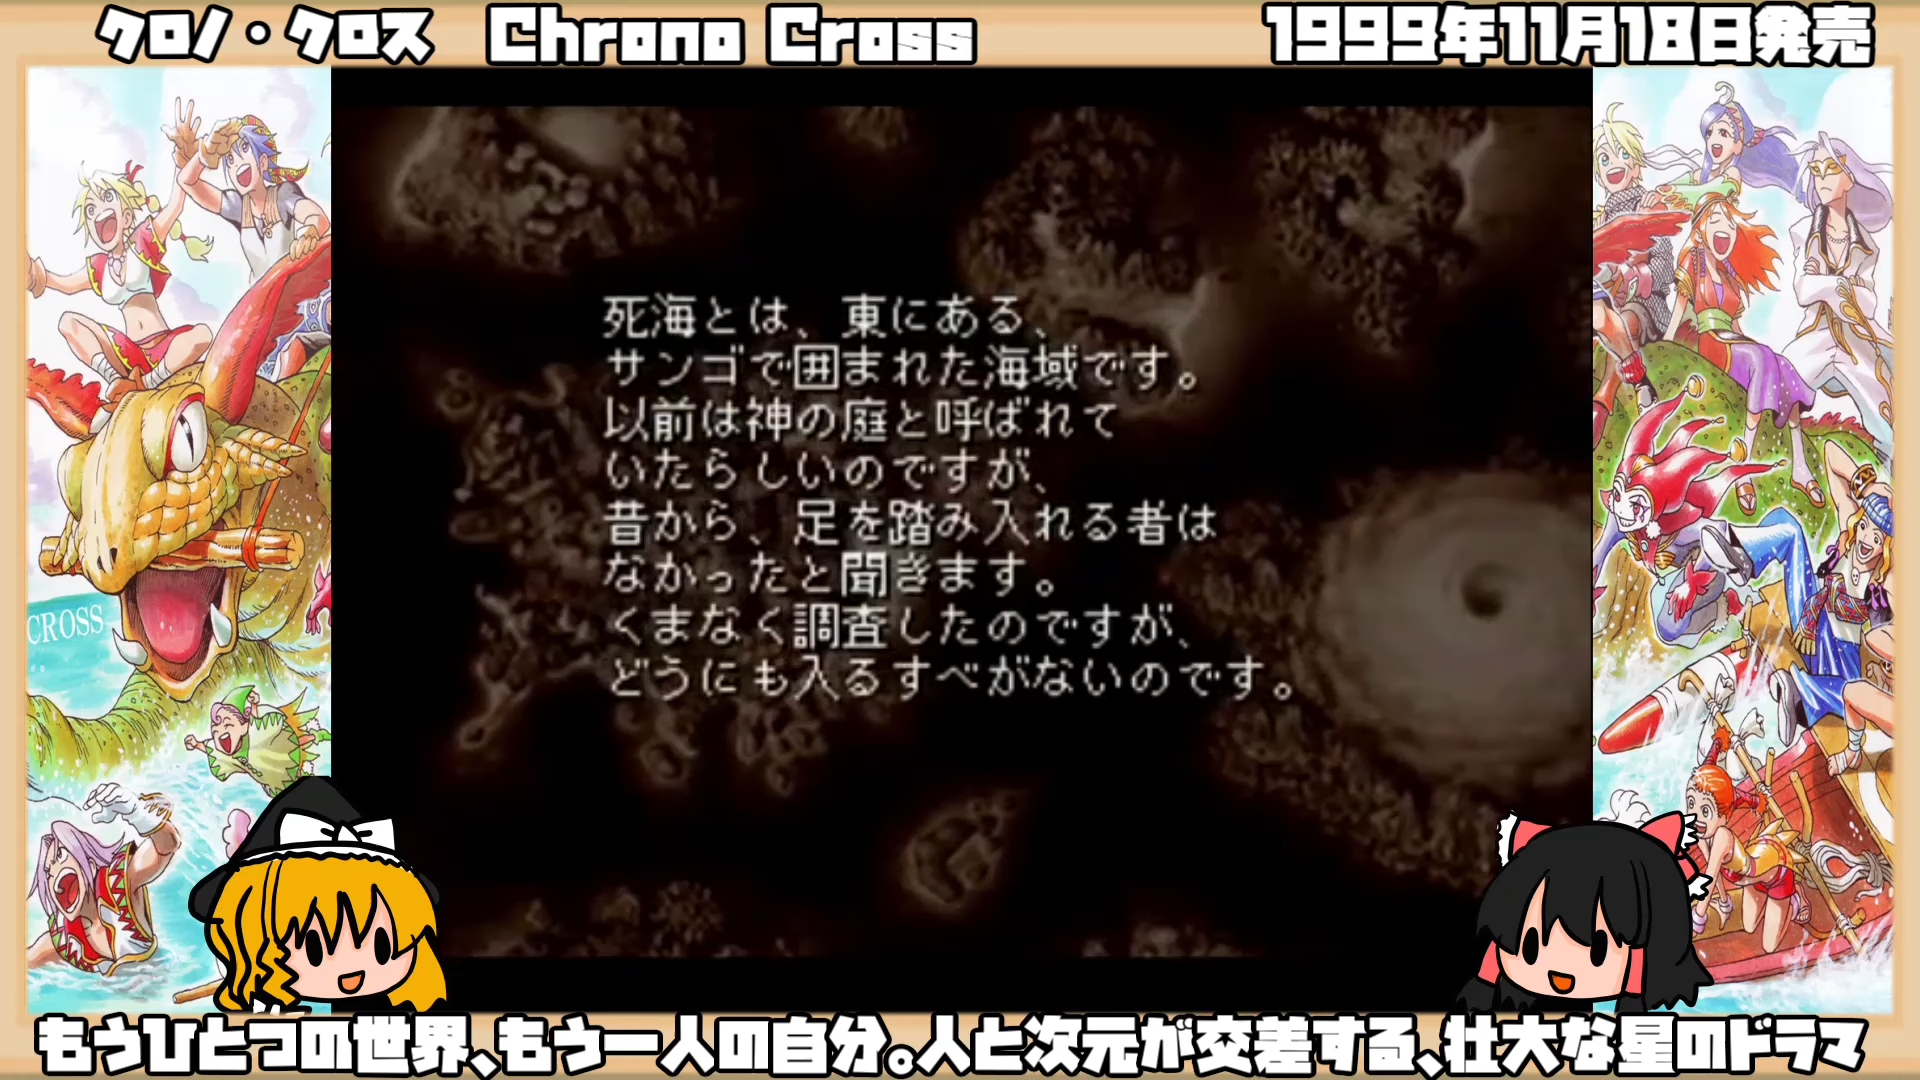 クロノ・クロス Chrono Cross 1999年11月18日発売
死海とは、東にある、
サンゴで囲まれた海域です。
以前は神の庭と呼ばれて
いたらしいのですが、
昔から、足を踏み入れる者は
なかったと聞きます。
くまなく調査したのですが、
どうにも入るすべがないのです。
CROSS
もうひとつの世界、もう一人の自分。人と次元が交差する、壮大な星のドラマ